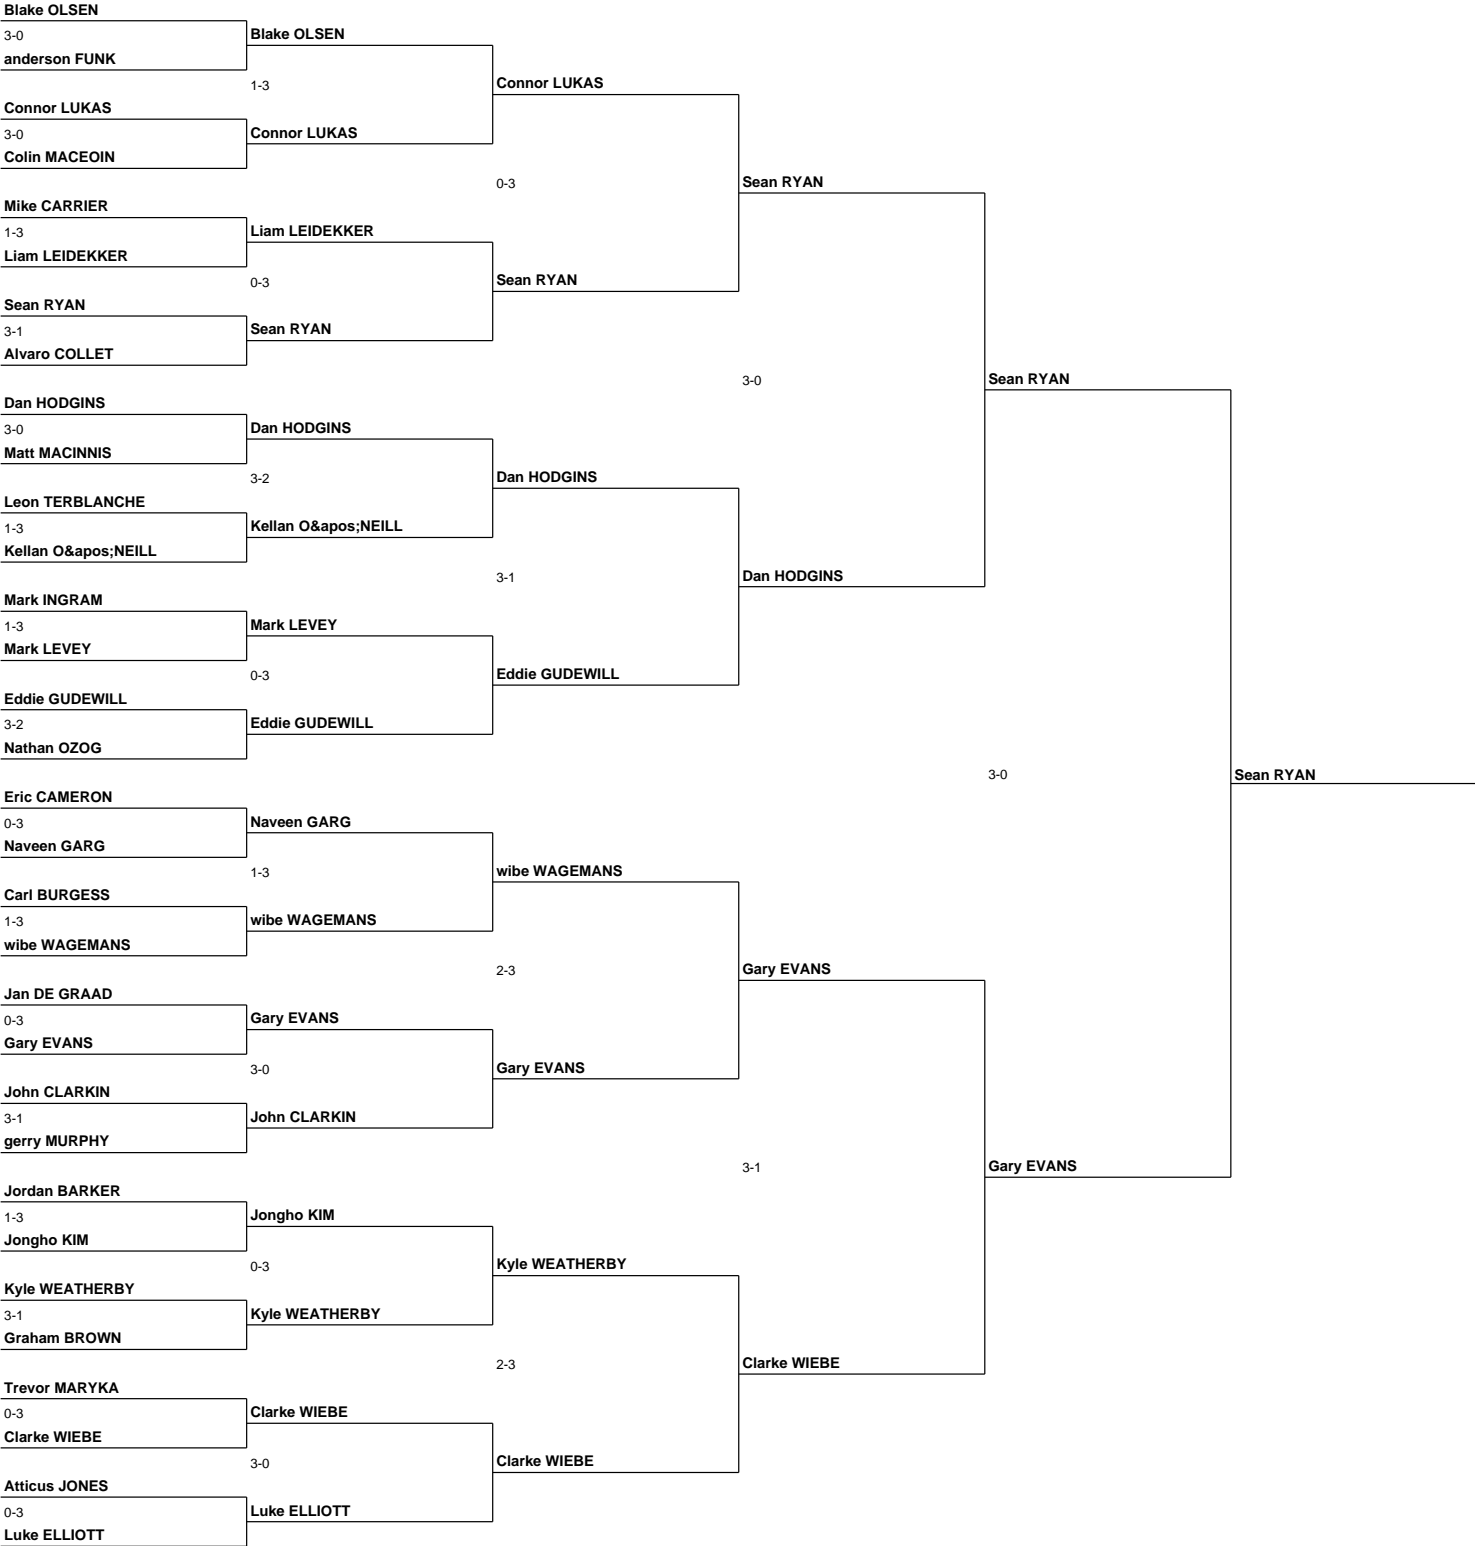 Blake OLSEN
3-0
anderson FUNK
Connor LUKAS
3-0
Colin MACEOIN
Mike CARRIER
1-3
Liam LEIDEKKER
Sean RYAN
3-1
Alvaro COLLET
Dan HODGINS
3-0
Matt MACINNIS
Leon TERBLANCHE
1-3
Kellan O&apos;NEILL
Mark INGRAM
1-3
Mark LEVEY
Eddie GUDEWILL
3-2
Nathan OZOG
Eric CAMERON
0-3
Naveen GARG
Carl BURGESS
1-3
wibe WAGEMANS
Jan DE GRAAD
0-3
Gary EVANS
John CLARKIN
3-1
gerry MURPHY
Jordan BARKER
1-3
Jongho KIM
Kyle WEATHERBY
3-1
Graham BROWN
Trevor MARYKA
0-3
Clarke WIEBE
Atticus JONES
0-3
Luke ELLIOTT
Blake OLSEN
1-3
Connor LUKAS
Liam LEIDEKKER
0-3
Sean RYAN
Dan HODGINS
3-2
Kellan O&apos;NEILL
Mark LEVEY
0-3
Eddie GUDEWILL
Naveen GARG
1-3
wibe WAGEMANS
Gary EVANS
3-0
John CLARKIN
Jongho KIM
0-3
Kyle WEATHERBY
Clarke WIEBE
3-0
Luke ELLIOTT
Connor LUKAS
0-3
Sean RYAN
Dan HODGINS
3-1
Eddie GUDEWILL
wibe WAGEMANS
2-3
Gary EVANS
Kyle WEATHERBY
2-3
Clarke WIEBE
Sean RYAN
3-0
Dan HODGINS
Gary EVANS
3-1
Clarke WIEBE
Sean RYAN
3-0
Gary EVANS
Sean RYAN